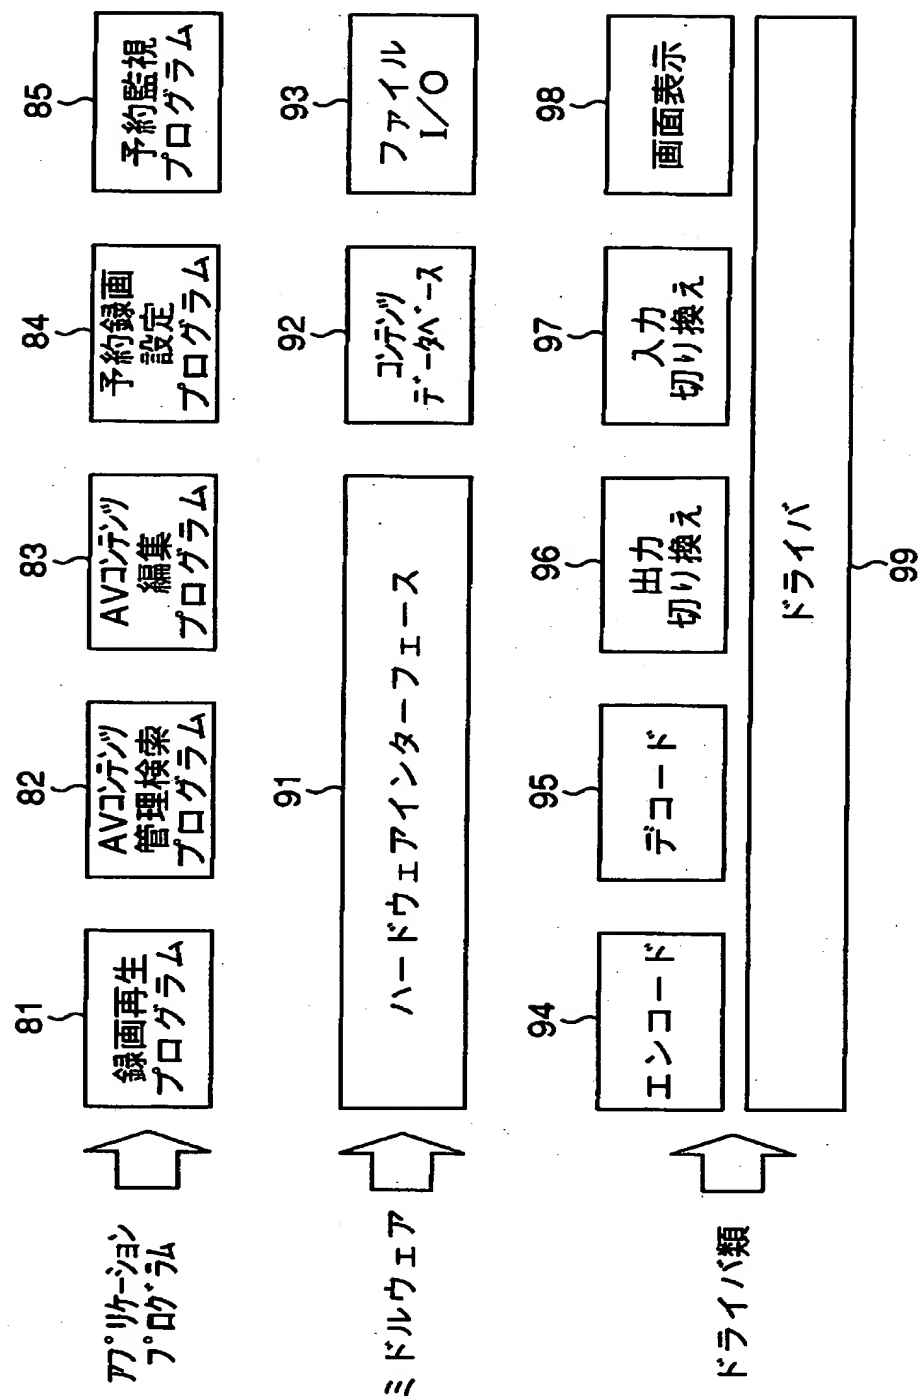 アプリケーション
プログラム
81
録画再生
プログラム
82
AVコンテンツ
管理検索
プログラム
83
AVコンテンツ
編集
プログラム
84
予約録画
設定
プログラム
85
予約監視
プログラム
ミドルウェア
91
ハードウェアインターフェース
92
コンテンツ
データベース
93
ファイル
I/O
ドライバ類
94
エンコード
95
デコード
96
出力
切り換え
97
入力
切り換え
98
画面表示
ドライバ
99